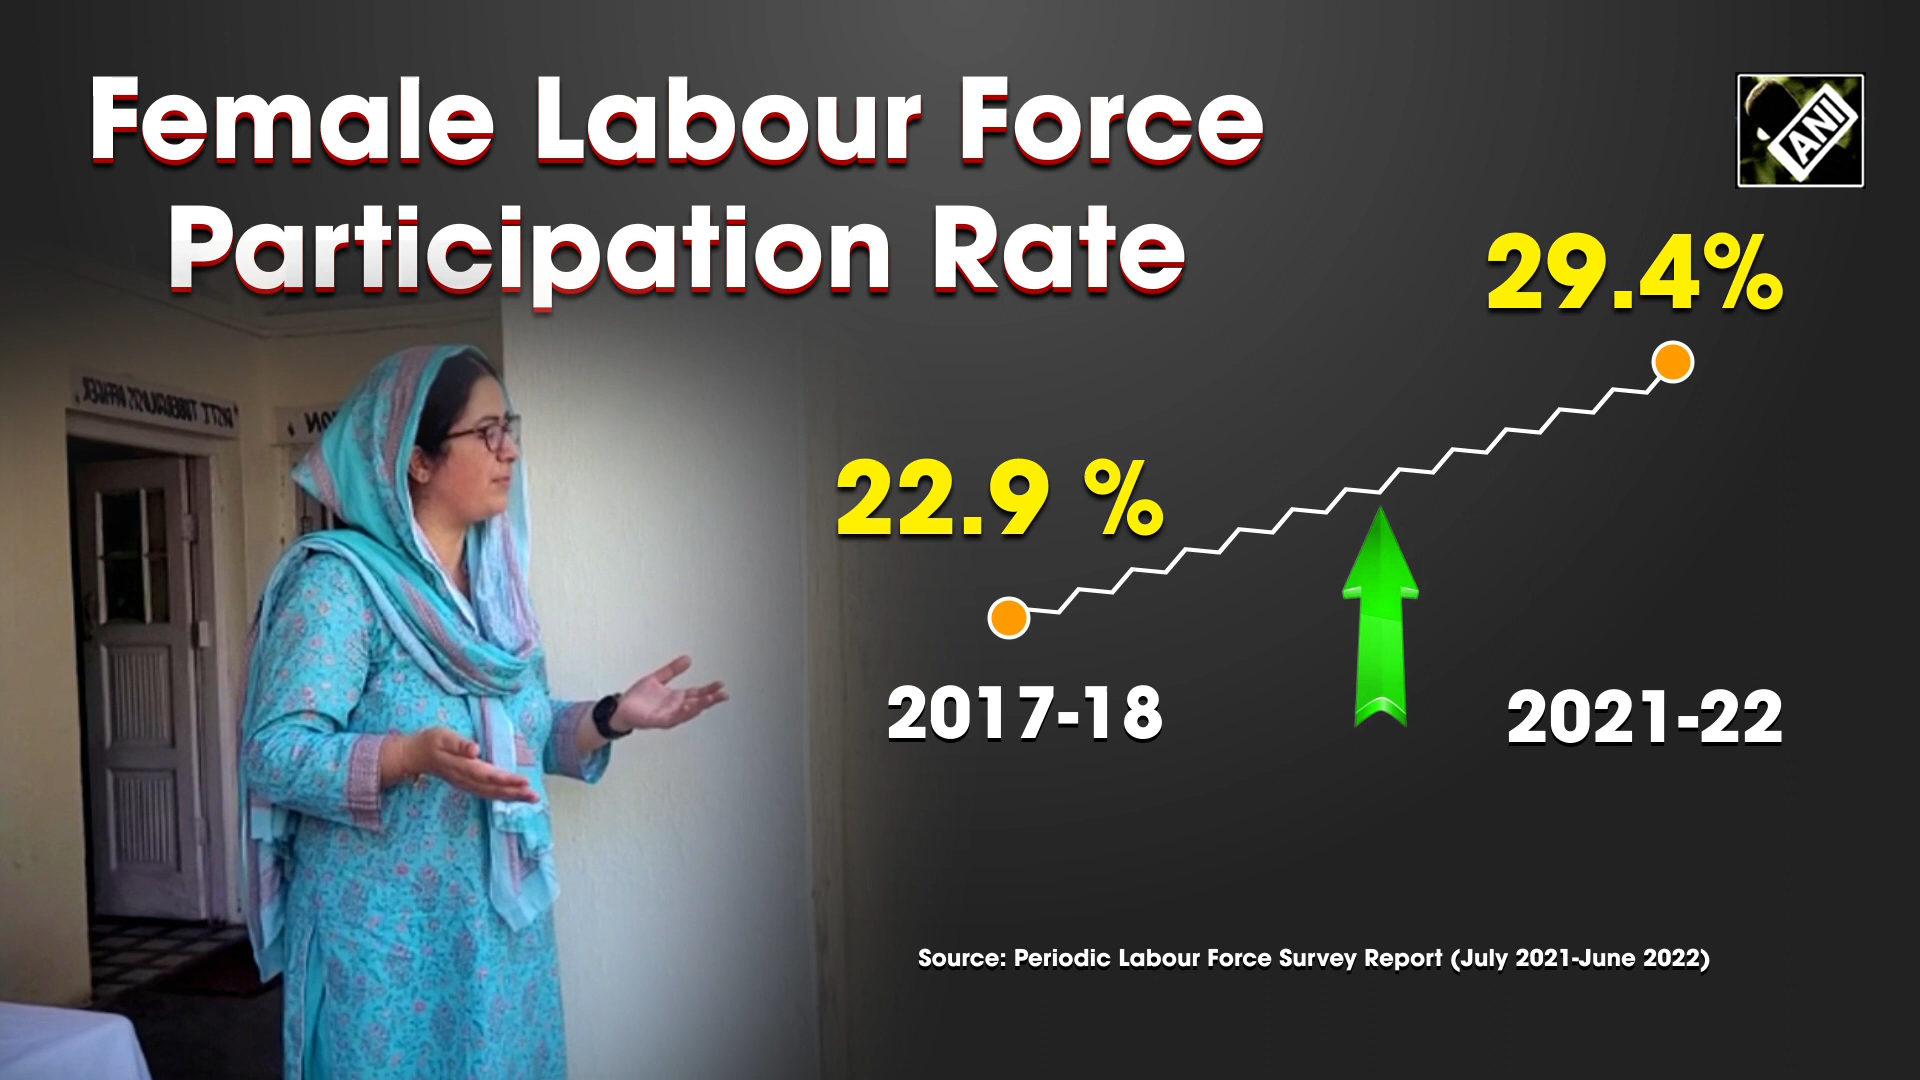 Female Labour Force
Participation Rate
ANI
29.4%
22.9 %
2017-18
2021-22
Source: Periodic Labour Force Survey Report (July 2021-June 2022)